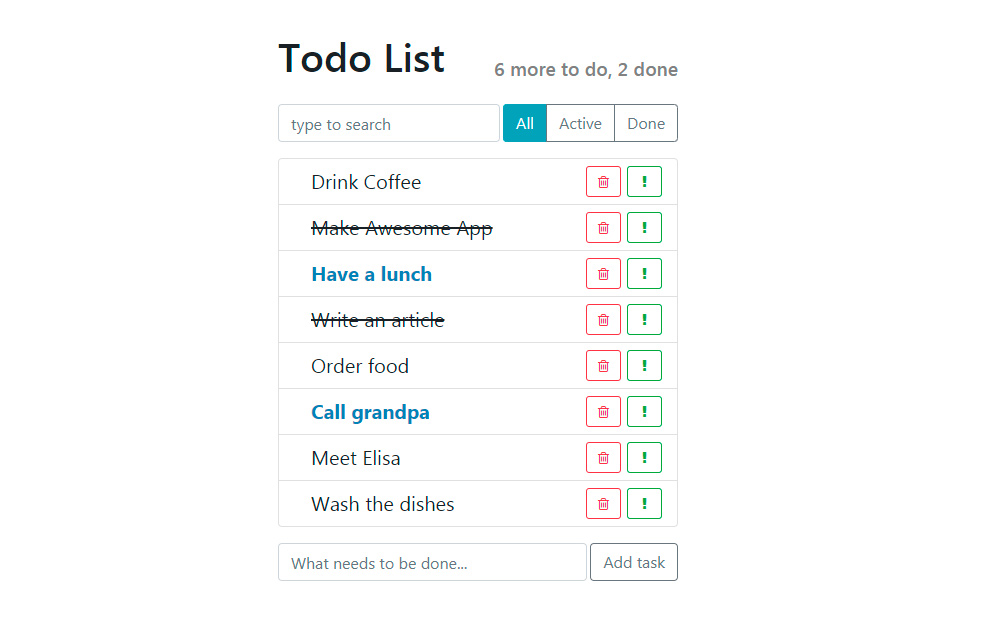 Todo List
6 more to do, 2 done
type to search
All
Active
Done
Drink Coffee
!
Make Awesome App
!
Have a lunch
!
Write an article
!
Order food
!
Call grandpa
!
Meet Elisa
!
Wash the dishes
!
What needs to be done...
Add task